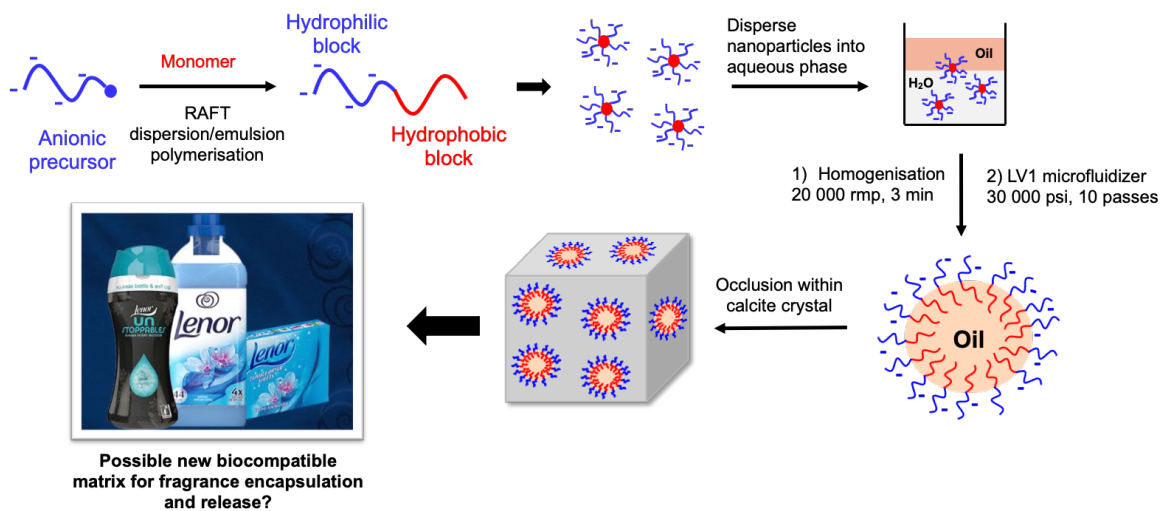 Hydrophilic
block
Monomer
Anionic
precursor
RAFT
dispersion/emulsion
polymerisation
Hydrophobic
block
Disperse
nanoparticles into
aqueous phase
Oil
H₂O
1) Homogenisation
20 000 rmp, 3 min
2) LV1 microfluidizer
30 000 psi, 10 passes
Oil
Occlusion within
calcite crystal
Lenor
UN
STOPPABLES
Lenor
44
4X
Lenor
Possible new biocompatible
matrix for fragrance encapsulation
and release?